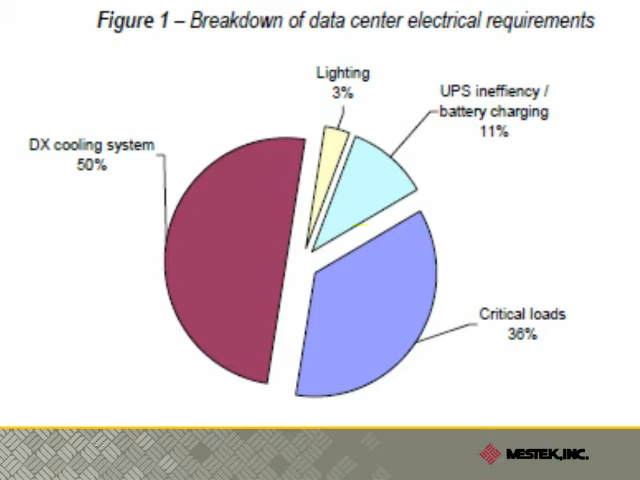 Figure 1 – Breakdown of data center electrical requirements
Lighting
3%
UPS ineffiency /
battery charging
11%
DX cooling system
50%
Critical loads
36%
MESTEK, INC.